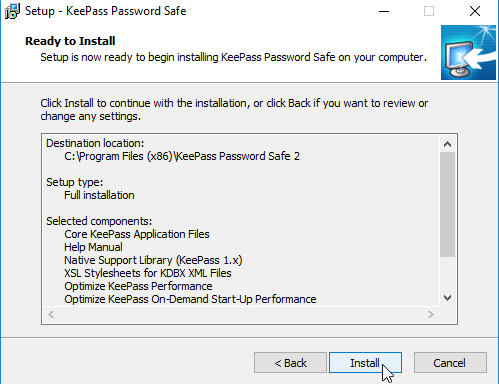 Setup - KeePass Password Safe
Ready to Install
Setup is now ready to begin installing KeePass Password Safe on your computer.
Click Install to continue with the installation, or click Back if you want to review or
change any settings.
Destination location:
C:\Program Files (x86)\KeePass Password Safe 2
Setup type:
Full installation
Selected components:
Core KeePass Application Files
Help Manual
Native Support Library (KeePass 1.x)
XSL Stylesheets for KDBX XML Files
Optimize KeePass Performance
Optimize KeePass On-Demand Start-Up Performance
< Back
Install
Cancel